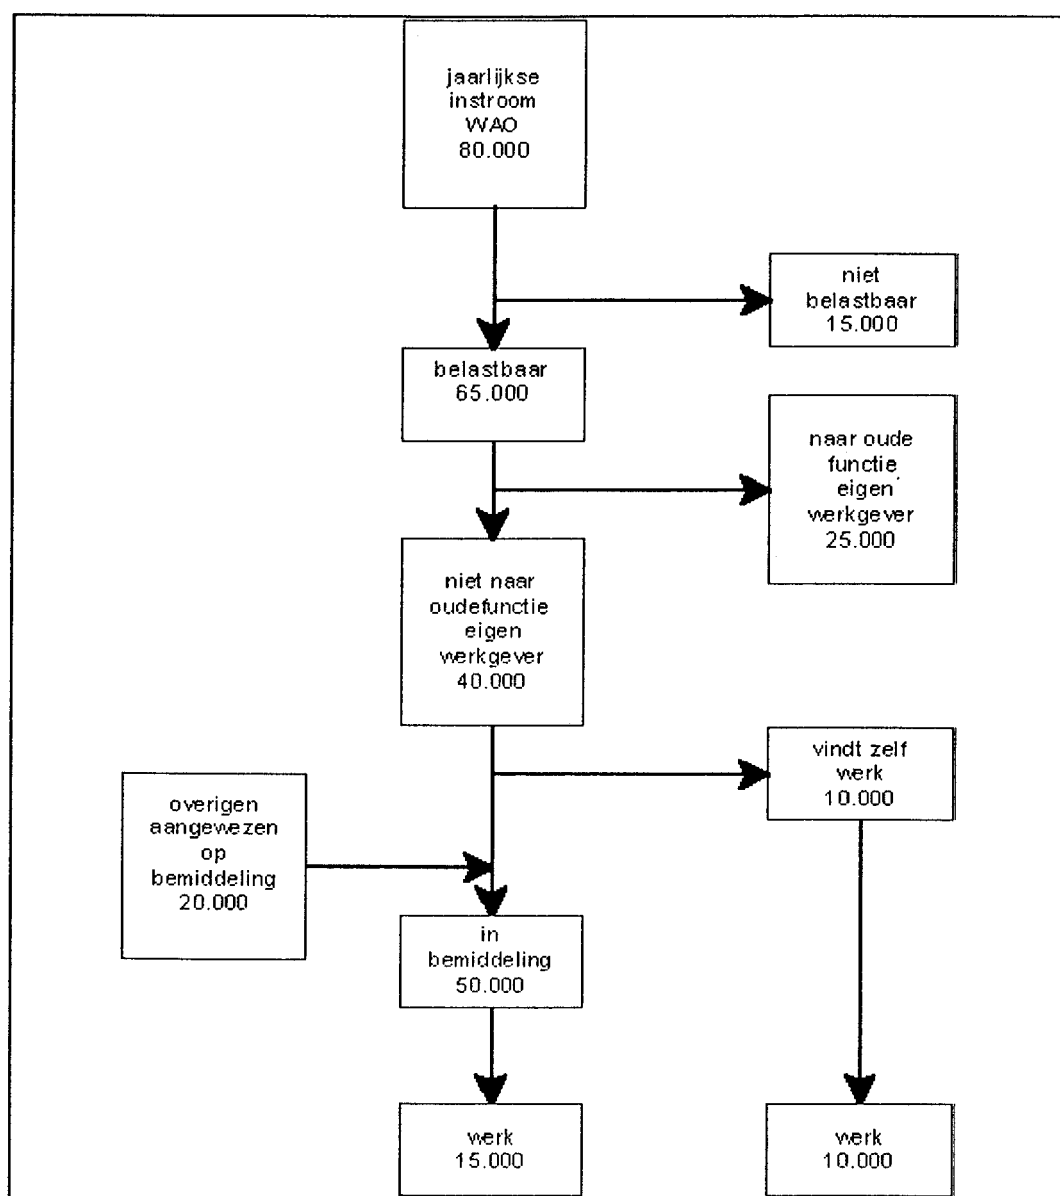 jaarlijkse
instroom
WAO
80.000
niet
belastbaar
15.000
belastbaar
65.000
naar oude
functie
eigen
werkgever
25.000
niet naar
oudefunctie
eigen
werkgever
40.000
vindt zelf
werk
10.000
overigen
aangewezen
op
bemiddeling
20.000
in
bemiddeling
50.000
werk
15.000
werk
10.000